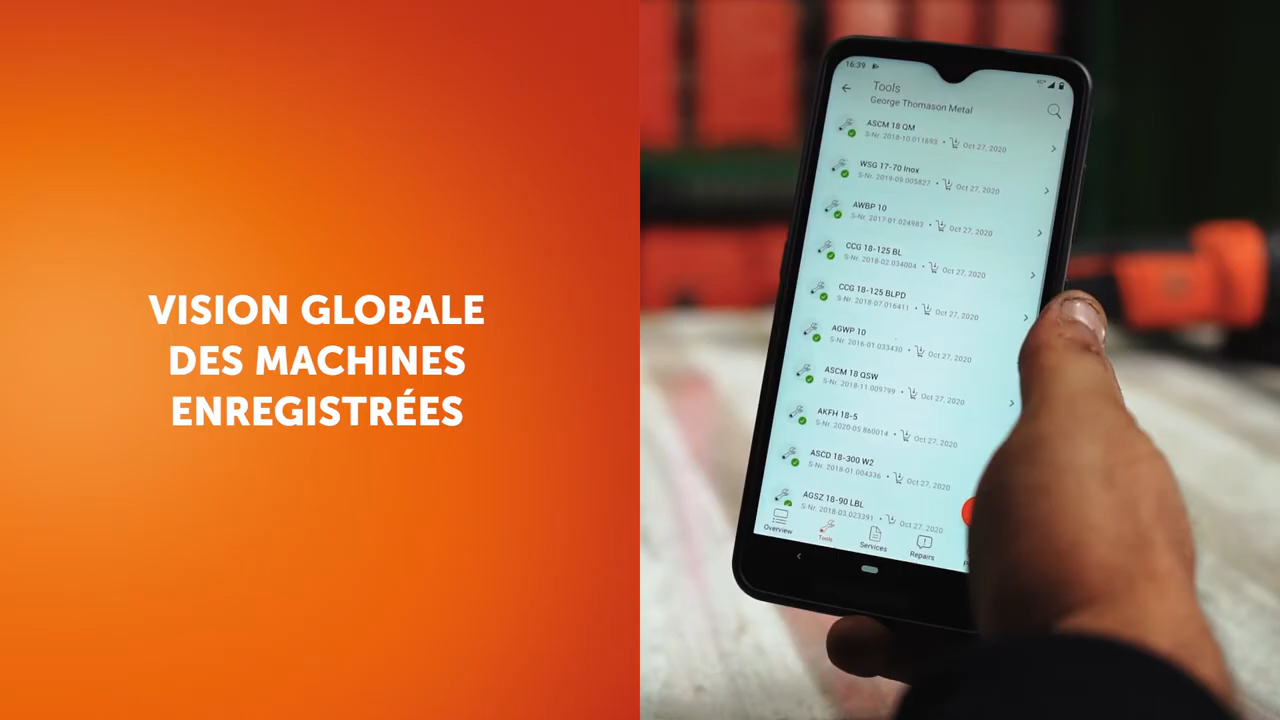 VISION GLOBALE
DES MACHINES
ENREGISTRÉES
16:39
Tools
George Thomason Metal
ASCM 18 QM
S-Nr. 2018-10.011693 • Oct 27, 2020
WSG 17-70 Inox
S-Nr. 2019-09.005827 • Oct 27, 2020
AWBP 10
S-Nr. 2017-01.024983 • Oct 27, 2020
CCG 18-125 BL
S-Nr. 2018-02.034004 • Oct 27, 2020
CCG 18-125 BLPD
S-Nr. 2018-07.016411 • Oct 27, 2020
AGWP 10
S-Nr. 2016-01.033430 • Oct 27, 2020
ASCM 18 QSW
S-Nr. 2018-11.009799 • Oct 27, 2020
AKFH 18-5
S-Nr. 2020-05.860014 • Oct 27, 2020
ASCD 18-300 W2
S-Nr. 2018-01.004336 • Oct 27, 2020
AGSZ 18-90 LBL
S-Nr. 2018-03.023391 • Oct 27, 2020
Overview
Tools
Services
Repairs